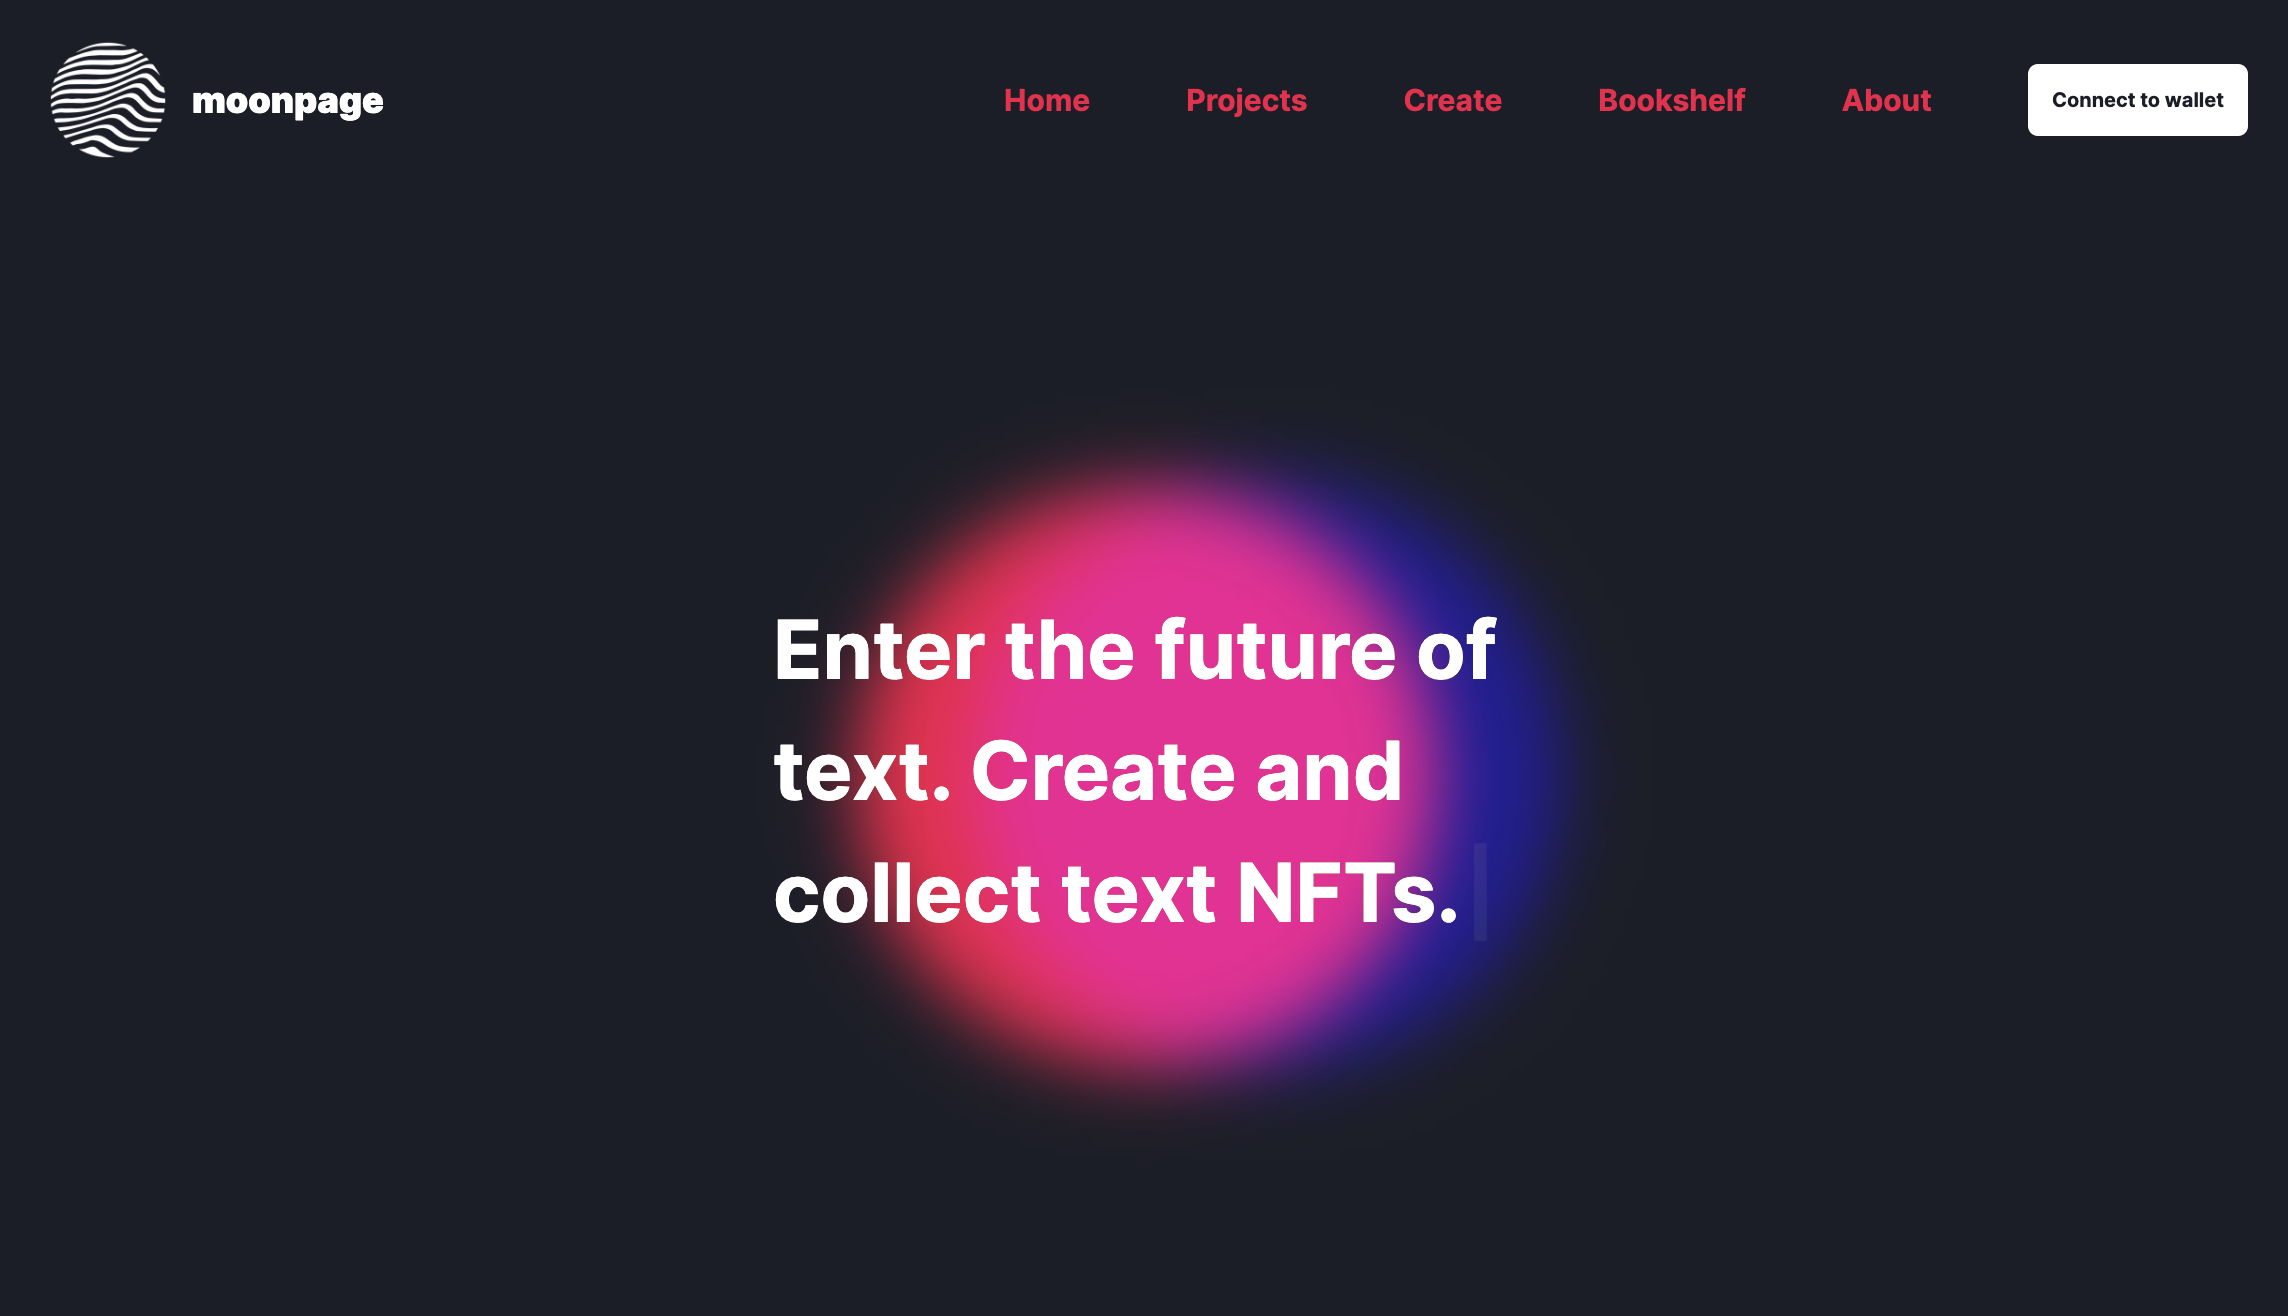 moonpage
Home
Projects
Create
Bookshelf
About
Connect to wallet
Enter the future of
text. Create and
collect text NFTs.